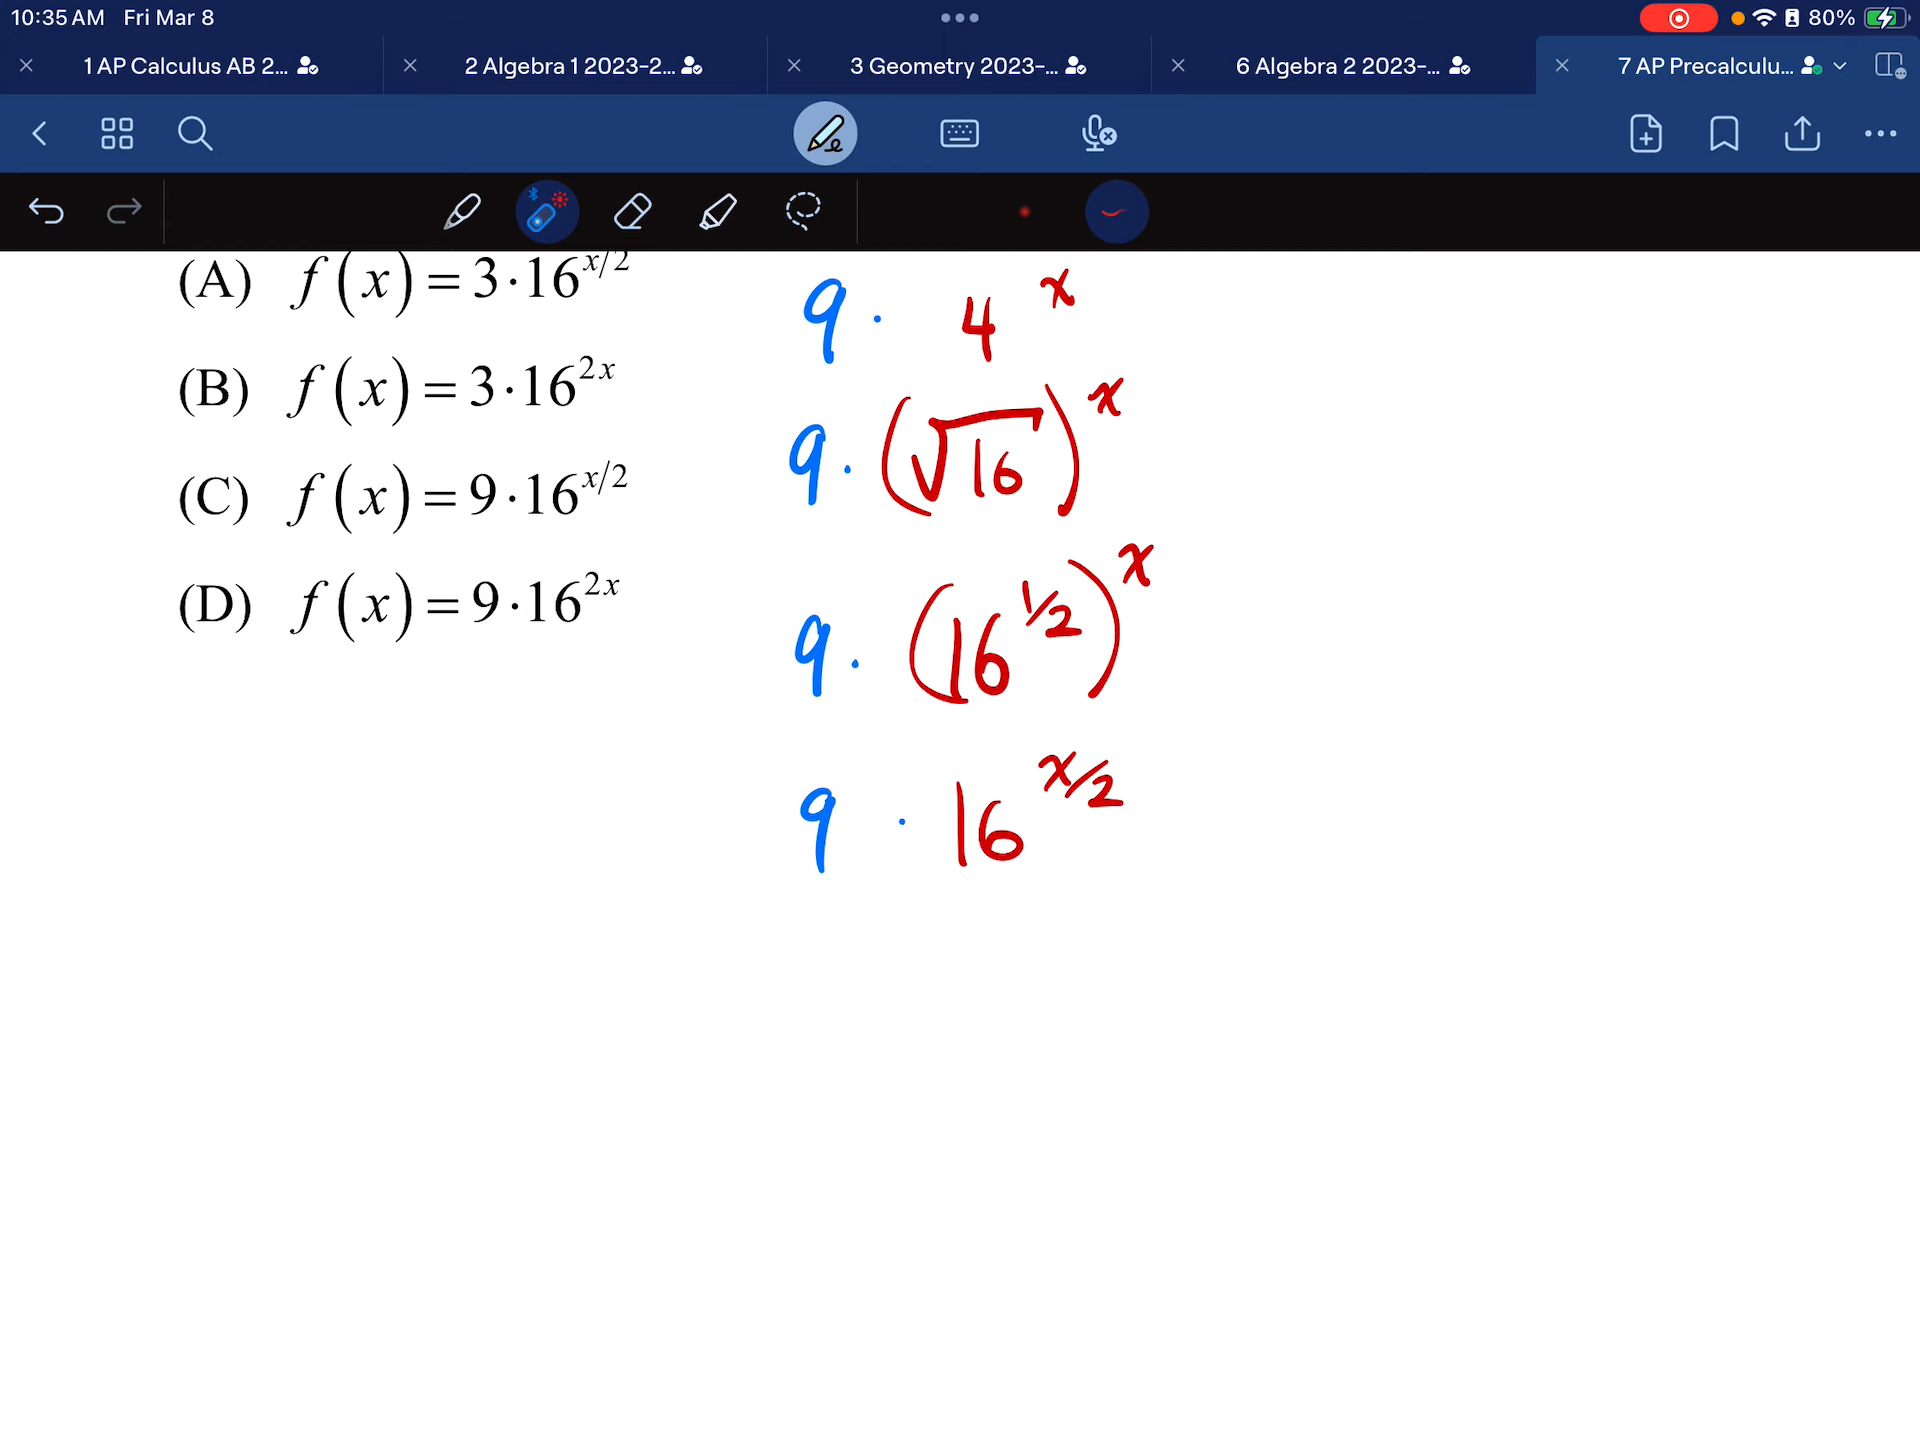 10:35 AM Fri Mar 8
80%
1 AP Calculus AB 2...
2 Algebra 1 2023-2...
3 Geometry 2023-...
6 Algebra 2 2023-...
7 AP Precalculu...
(A) f(x) = 3·16^{x/2}
(B) f(x) = 3·16^{2x}
(C) f(x) = 9·16^{x/2}
(D) f(x) = 9·16^{2x}
9 · 4^x
9 · (√16)^x
9 · (16^{1/2})^x
9 · 16^{x/2}